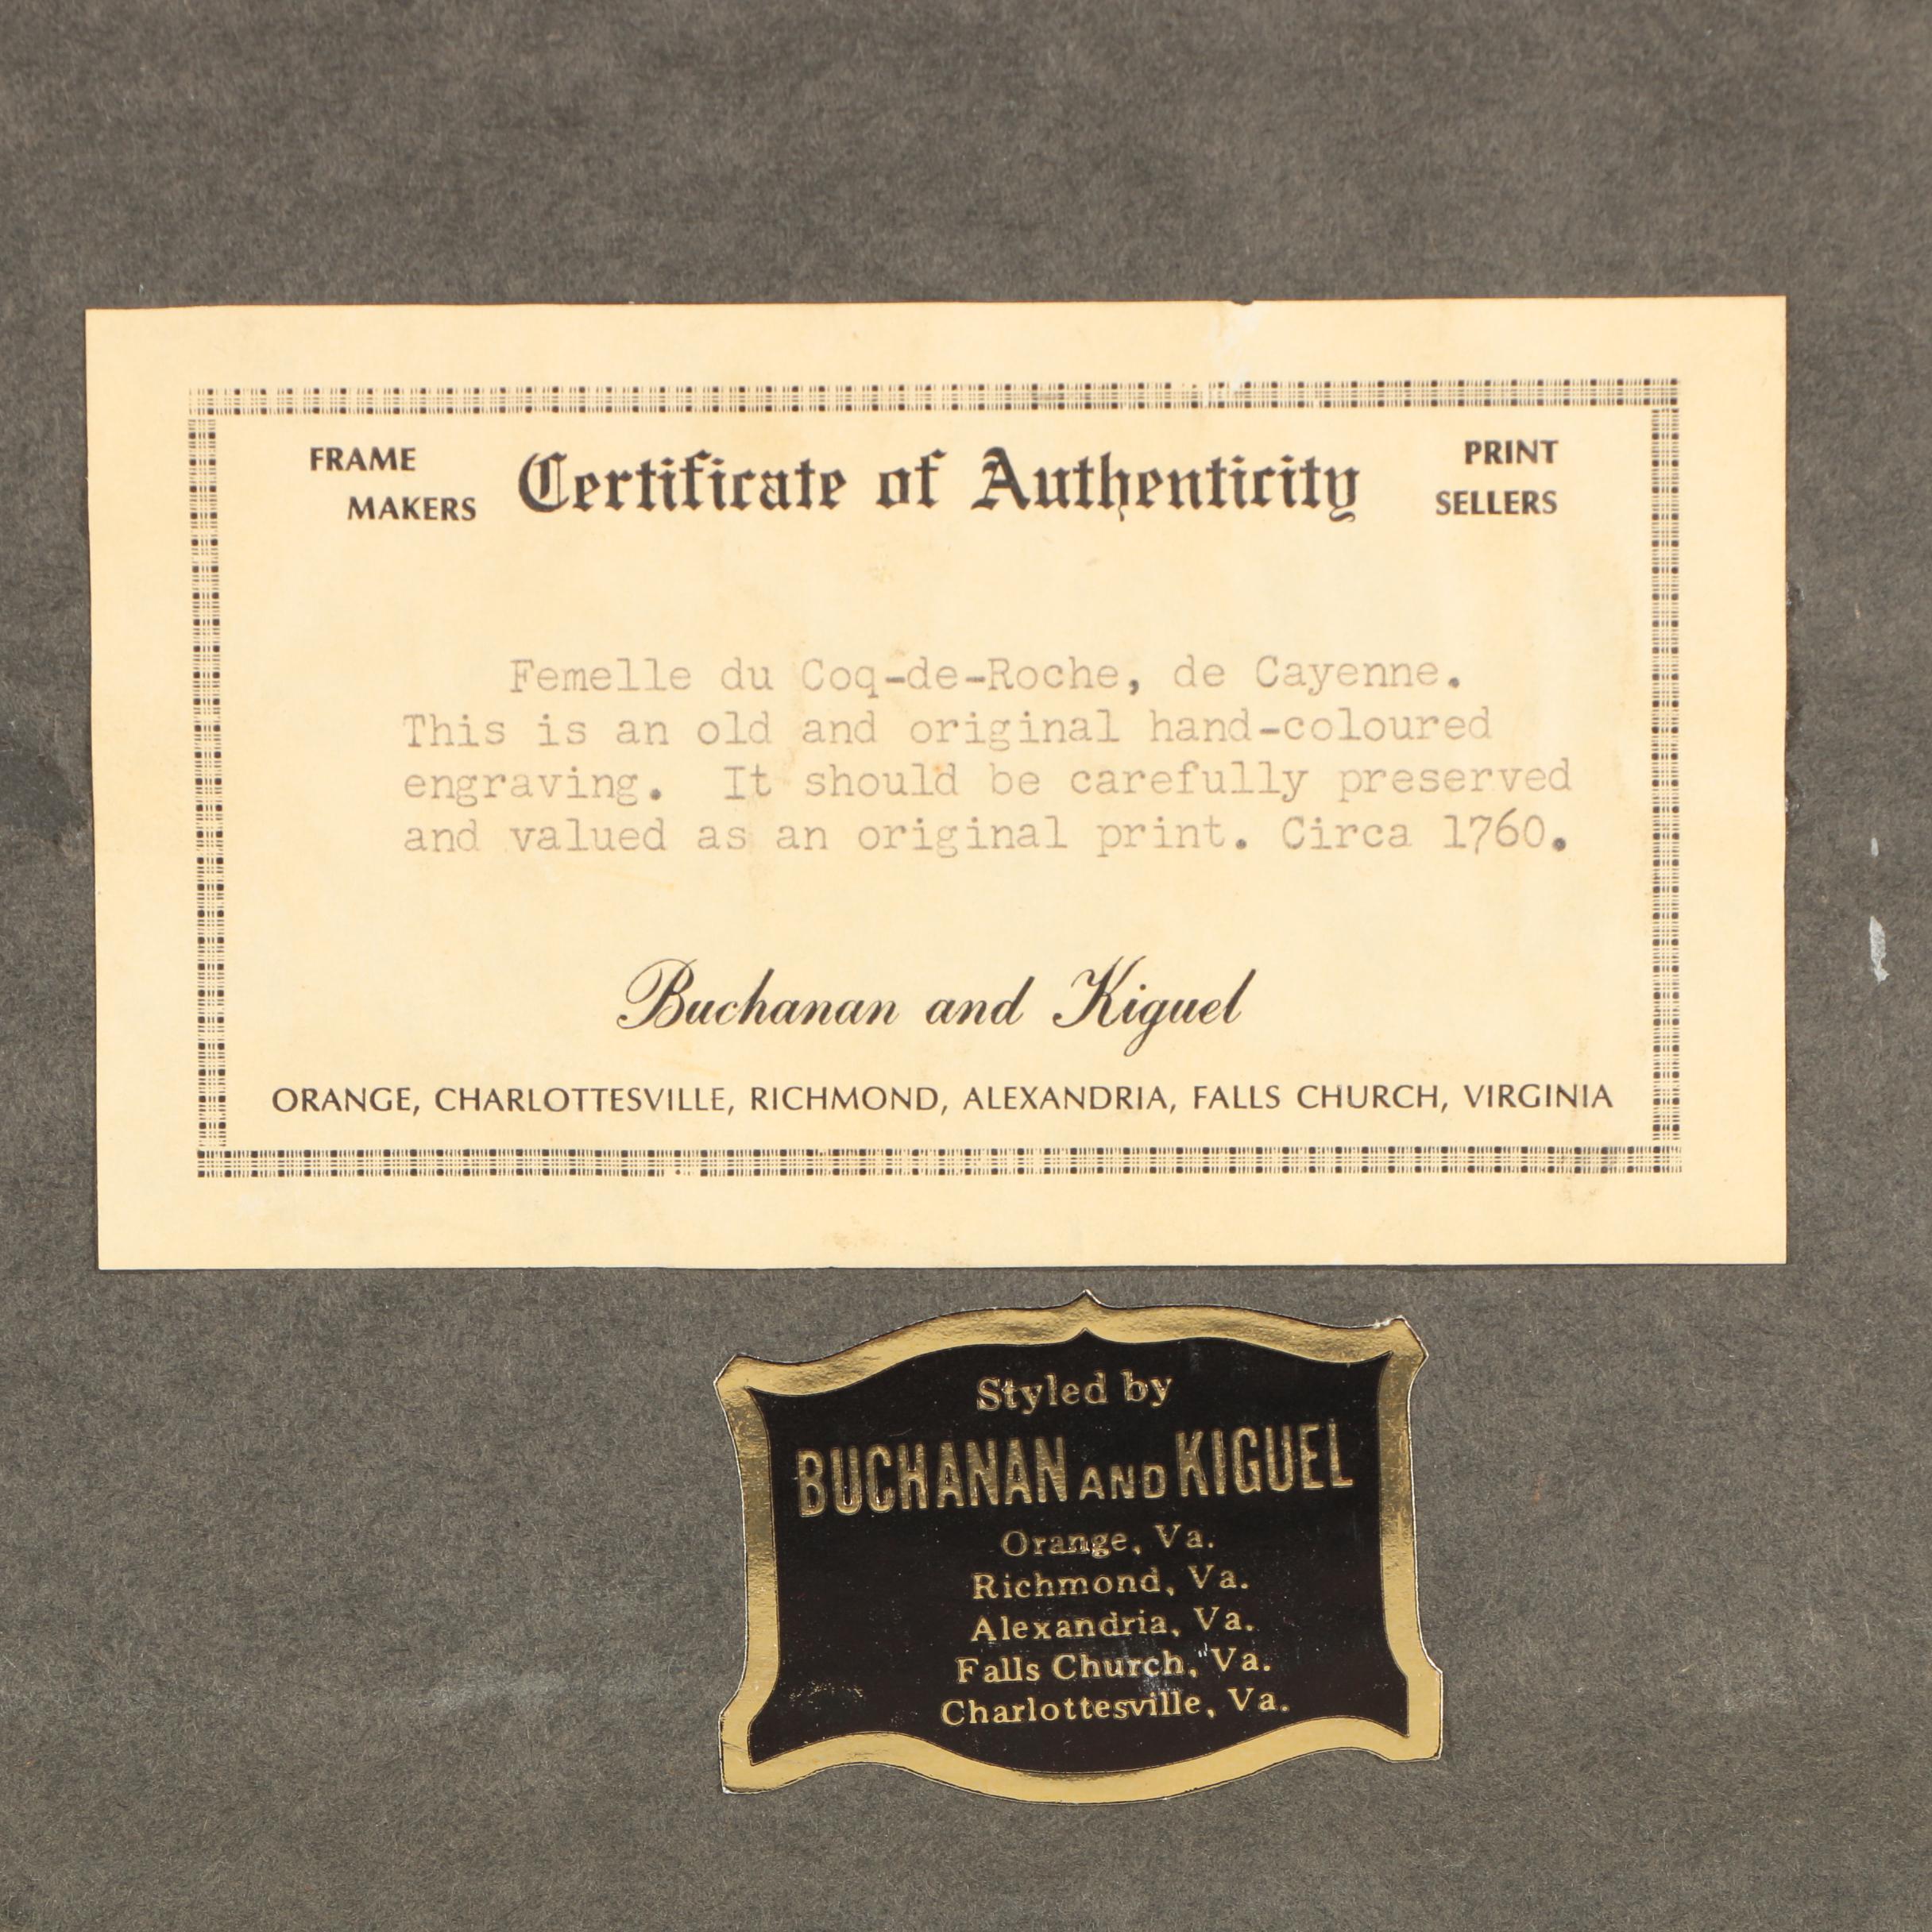 FRAME
MAKERS
Certificate of Authenticity
PRINT
SELLERS
Femelle du Coq-de-Roche, de Cayenne.
This is an old and original hand-coloured
engraving. It should be carefully preserved
and valued as an original print. Circa 1760.
Buchanan and Kiguel
ORANGE, CHARLOTTESVILLE, RICHMOND, ALEXANDRIA, FALLS CHURCH, VIRGINIA
Styled by
BUCHANAN AND KIGUEL
Orange, Va.
Richmond, Va.
Alexandria, Va.
Falls Church, Va.
Charlottesville, Va.